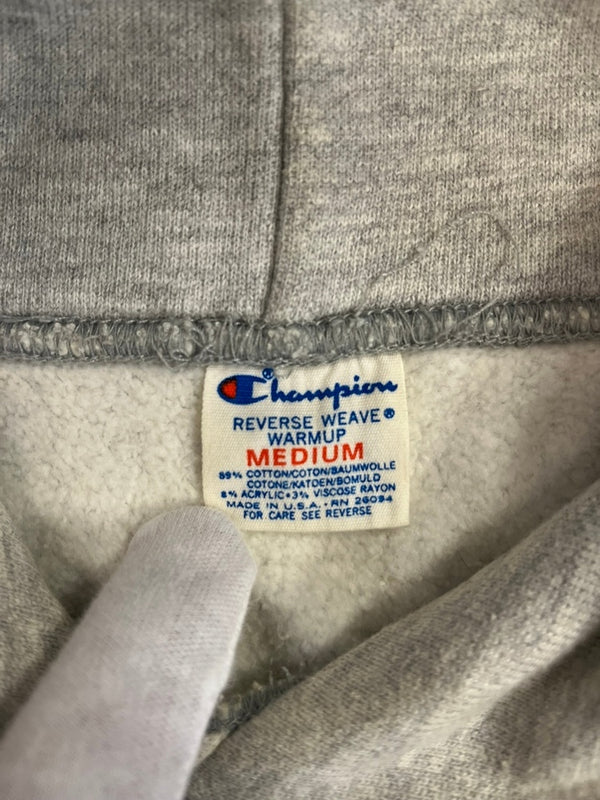 Champion®
REVERSE WEAVE®
WARMUP
MEDIUM
89% COTTON/COTON/BAUMWOLLE
COTONE/KATOEN/BOMULD
8% ACRYLIC•3% VISCOSE RAYON
MADE IN U.S.A.•RN 26094
FOR CARE SEE REVERSE